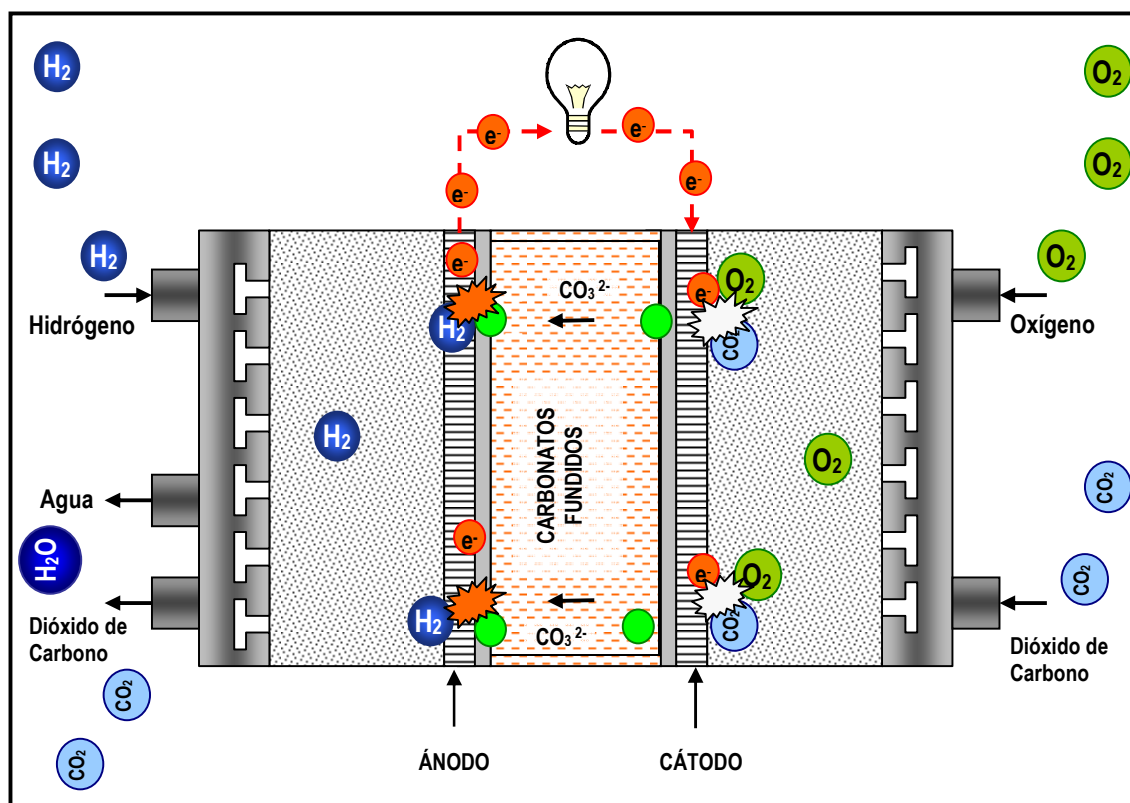 H2
O2
H2
O2
e-
e-
e-
e-
H2
O2
e-
O2
e-
CO3 2-
Hidrógeno
H2
CO2
Oxígeno
H2
O2
CARBONATOS
FUNDIDOS
Agua
CO2
H2O
e-
e-
O2
CO2
H2
CO2
CO3 2-
Dióxido de
Carbono
Dióxido de
Carbono
CO2
CO2
ÁNODO
CÁTODO